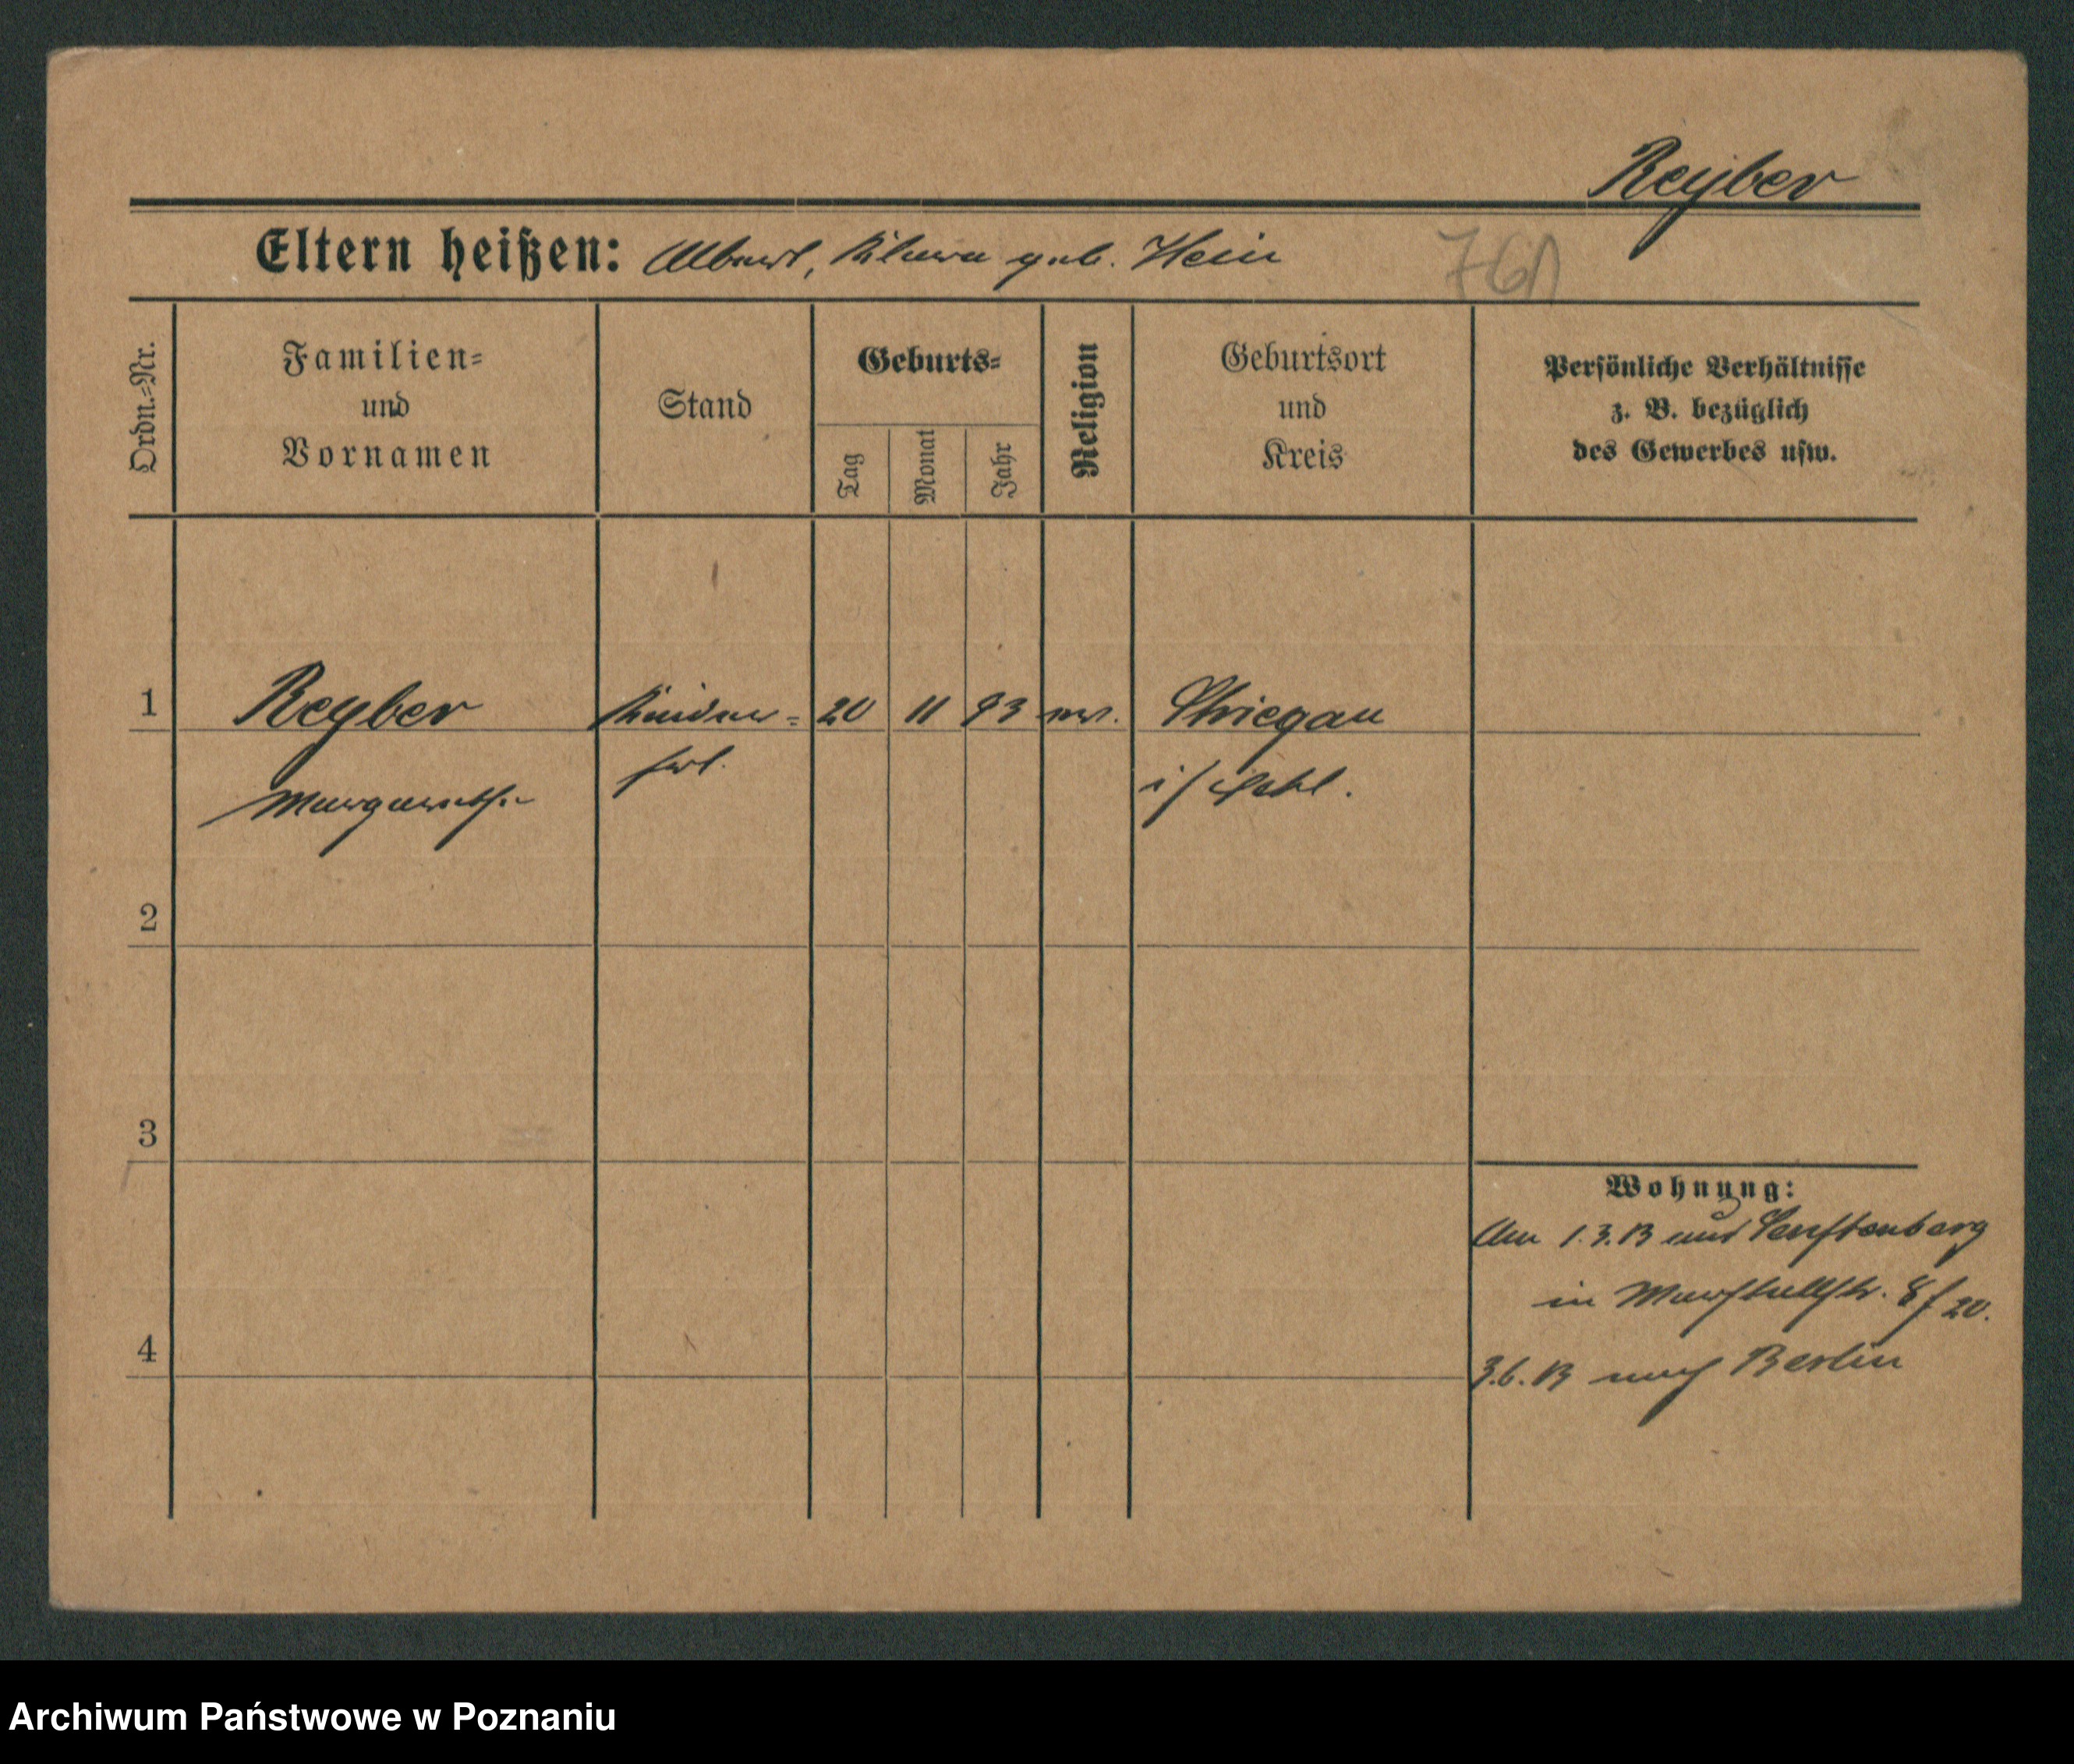 Reyber
Eltern heißen: Albert, Klara geb. Hein
761
Ordn.=Nr.
Familien=
und
Vornamen
Stand
Geburts=
Tag
Monat
Jahr
Religion
Geburtsort
und
Kreis
Persönliche Verhältnisse
z. B. bezüglich
des Gewerbes usw.
1 Reyber Kinder= 20 11 93 ev. Striegau
Margarethe frl. i/Schl.
2
3
4
Wohnung:
Am 1.3.13 aus Senftenberg
in Marstallstr. 8 / 20.
3.6.13 nach Berlin
Archiwum Państwowe w Poznaniu